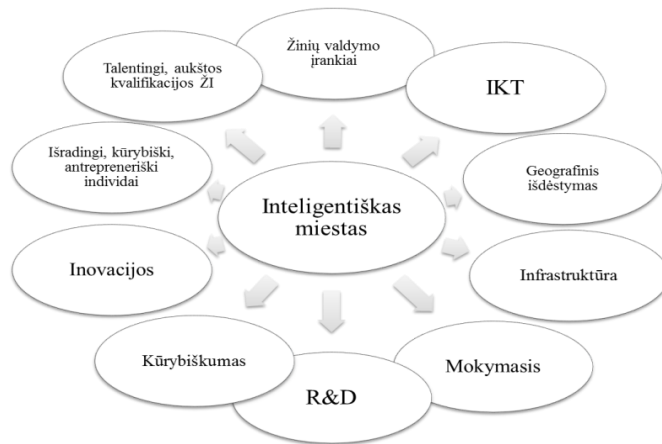 Žinių valdymo
įrankiai
IKT
Geografinis
išdėstymas
Infrastruktūra
Mokymasis
R&D
Kūrybiškumas
Inovacijos
Išradingi, kūrybiški,
antrepreneriški
individai
Talentingi, aukštos
kvalifikacijos ŽI
Inteligentiškas
miestas